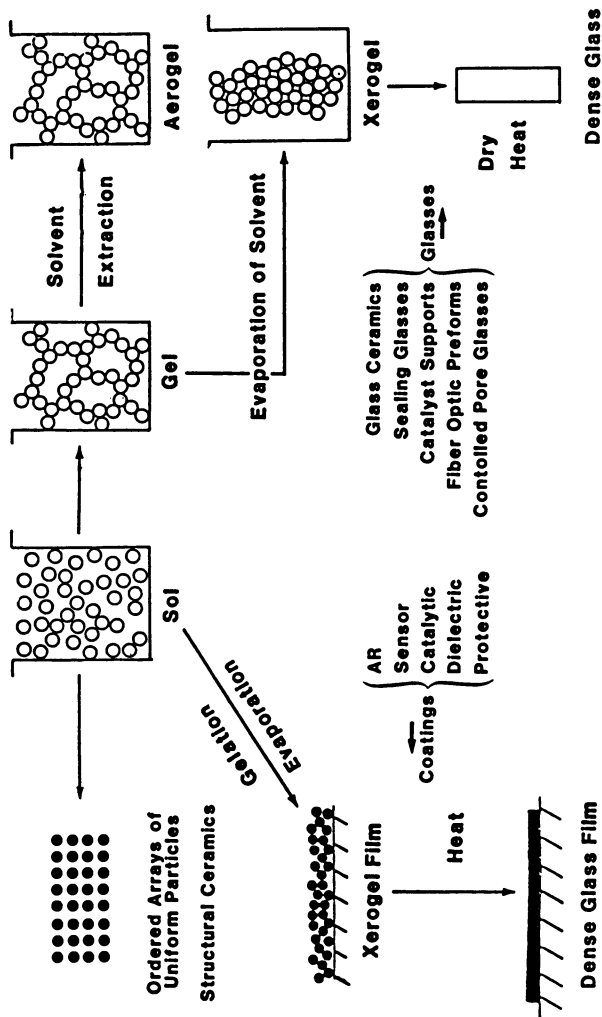 Sol
Gel
Solvent
Extraction
Aerogel
Evaporation of Solvent
Xerogel
Dry
Heat
Dense Glass
Ordered Arrays of
Uniform Particles
Structural Ceramics
Gelation
Evaporation
Xerogel Film
Heat
Dense Glass Film
Coatings
AR
Sensor
Catalytic
Dielectric
Protective
Glass Ceramics
Sealing Glasses
Catalyst Supports
Fiber Optic Preforms
Contolled Pore Glasses
Glasses